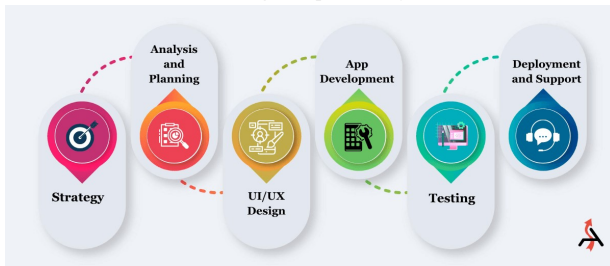 Strategy
Analysis
and
Planning
UI/UX
Design
App
Development
Testing
Deployment
and Support